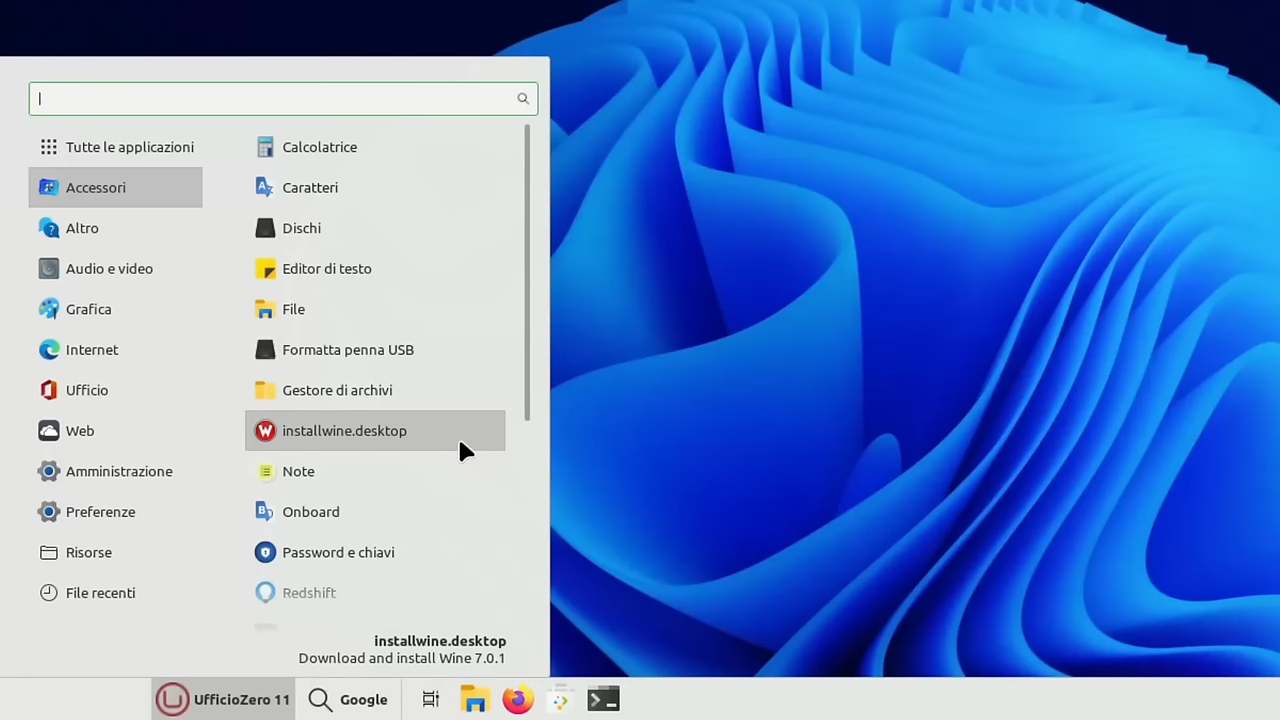 Tutte le applicazioni
Accessori
Altro
Audio e video
Grafica
Internet
Ufficio
Web
Amministrazione
Preferenze
Risorse
File recenti
Calcolatrice
Caratteri
Dischi
Editor di testo
File
Formatta penna USB
Gestore di archivi
installwine.desktop
Note
Onboard
Password e chiavi
Redshift
installwine.desktop
Download and install Wine 7.0.1
UfficioZero 11
Google